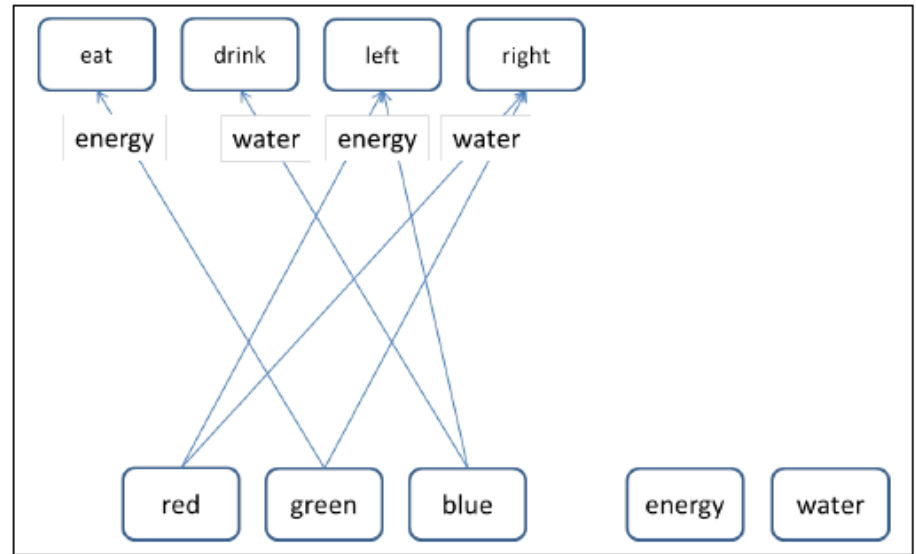 eat drink left right
energy water energy water
red green blue energy water